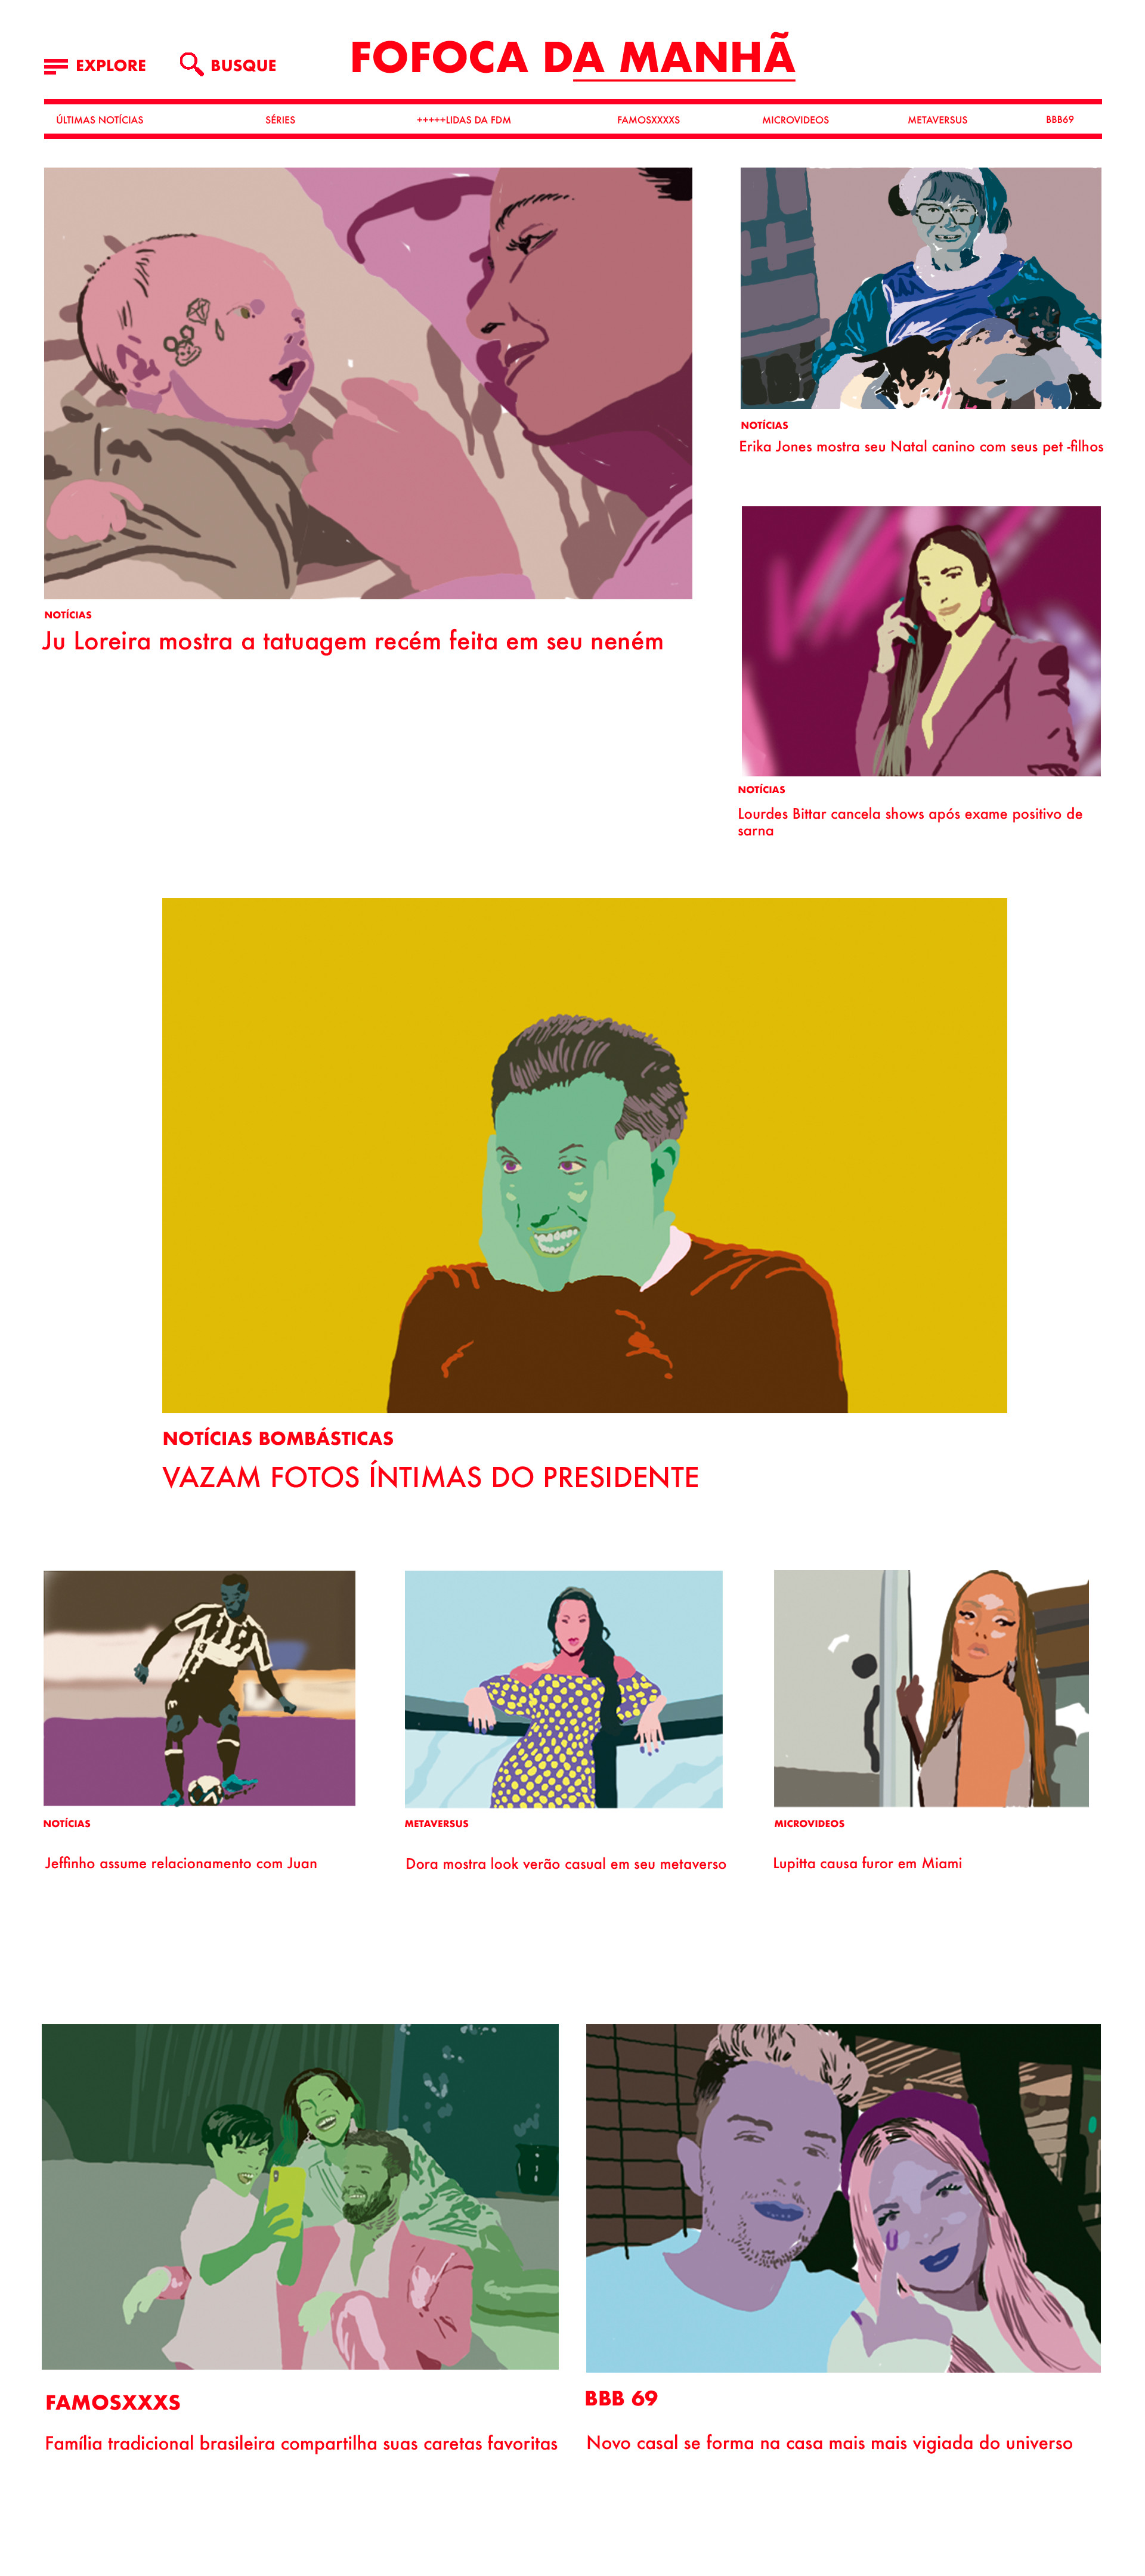 EXPLORE
BUSQUE
FOFOCA DA MANHÃ
ÚLTIMAS NOTÍCIAS
SÉRIES
+++++LIDAS DA FDM
FAMOSXXXXS
MICROVIDEOS
METAVERSUS
BBB69
NOTÍCIAS
Ju Loreira mostra a tatuagem recém feita em seu neném
NOTÍCIAS
Erika Jones mostra seu Natal canino com seus pet -filhos
NOTÍCIAS
Lourdes Bittar cancela shows após exame positivo de
sarna
NOTÍCIAS BOMBÁSTICAS
VAZAM FOTOS ÍNTIMAS DO PRESIDENTE
NOTÍCIAS
Jeffinho assume relacionamento com Juan
METAVERSUS
Dora mostra look verão casual em seu metaverso
MICROVIDEOS
Lupitta causa furor em Miami
FAMOSXXXS
Família tradicional brasileira compartilha suas caretas favoritas
BBB 69
Novo casal se forma na casa mais mais vigiada do universo